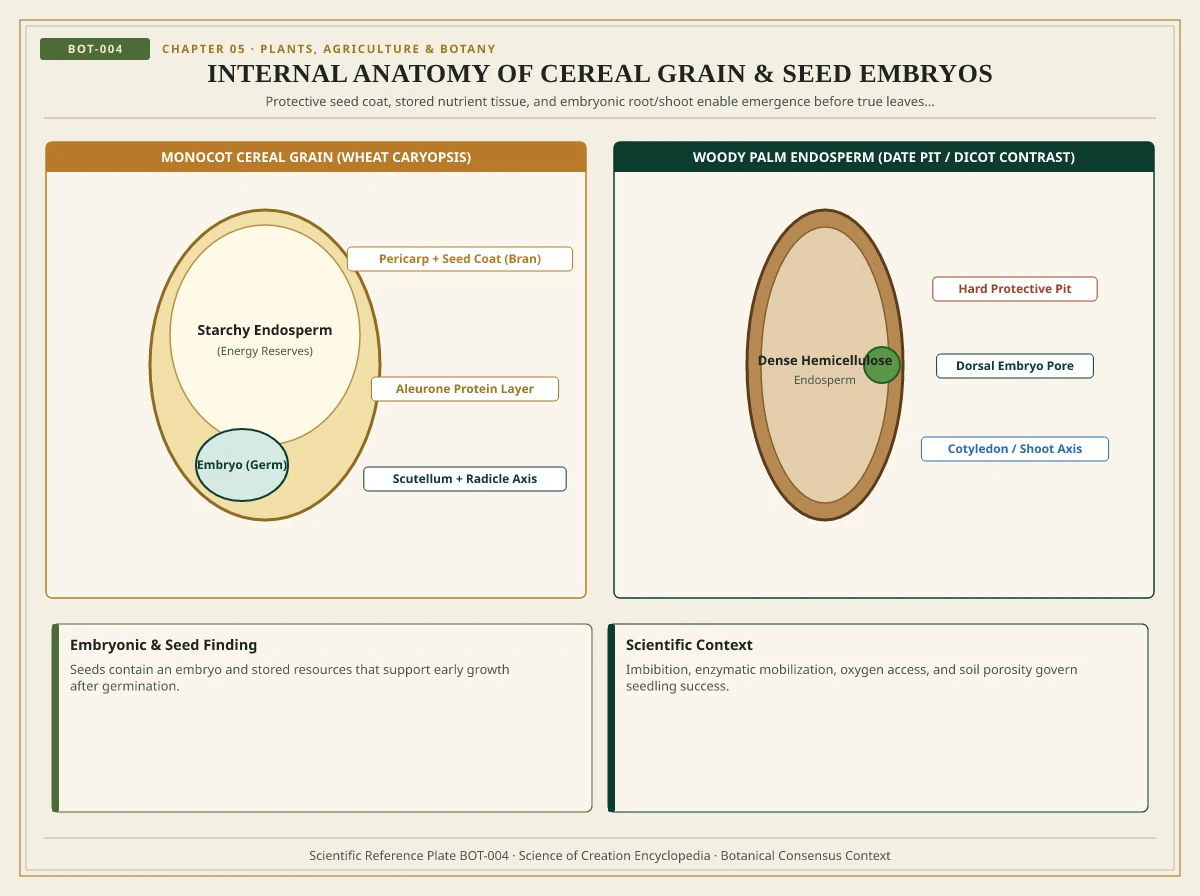 BOT-004
CHAPTER 05 · PLANTS, AGRICULTURE & BOTANY
INTERNAL ANATOMY OF CEREAL GRAIN & SEED EMBRYOS
Protective seed coat, stored nutrient tissue, and embryonic root/shoot enable emergence before true leaves...
MONOCOT CEREAL GRAIN (WHEAT CARYOPSIS)
Pericarp + Seed Coat (Bran)
Starchy Endosperm
(Energy Reserves)
Aleurone Protein Layer
Embryo (Germ)
Scutellum + Radicle Axis
WOODY PALM ENDOSPERM (DATE PIT / DICOT CONTRAST)
Hard Protective Pit
Dense Hemicellulose
Endosperm
Dorsal Embryo Pore
Cotyledon / Shoot Axis
Embryonic & Seed Finding
Seeds contain an embryo and stored resources that support early growth
after germination.
Scientific Context
Imbibition, enzymatic mobilization, oxygen access, and soil porosity govern
seedling success.
Scientific Reference Plate BOT-004 · Science of Creation Encyclopedia · Botanical Consensus Context